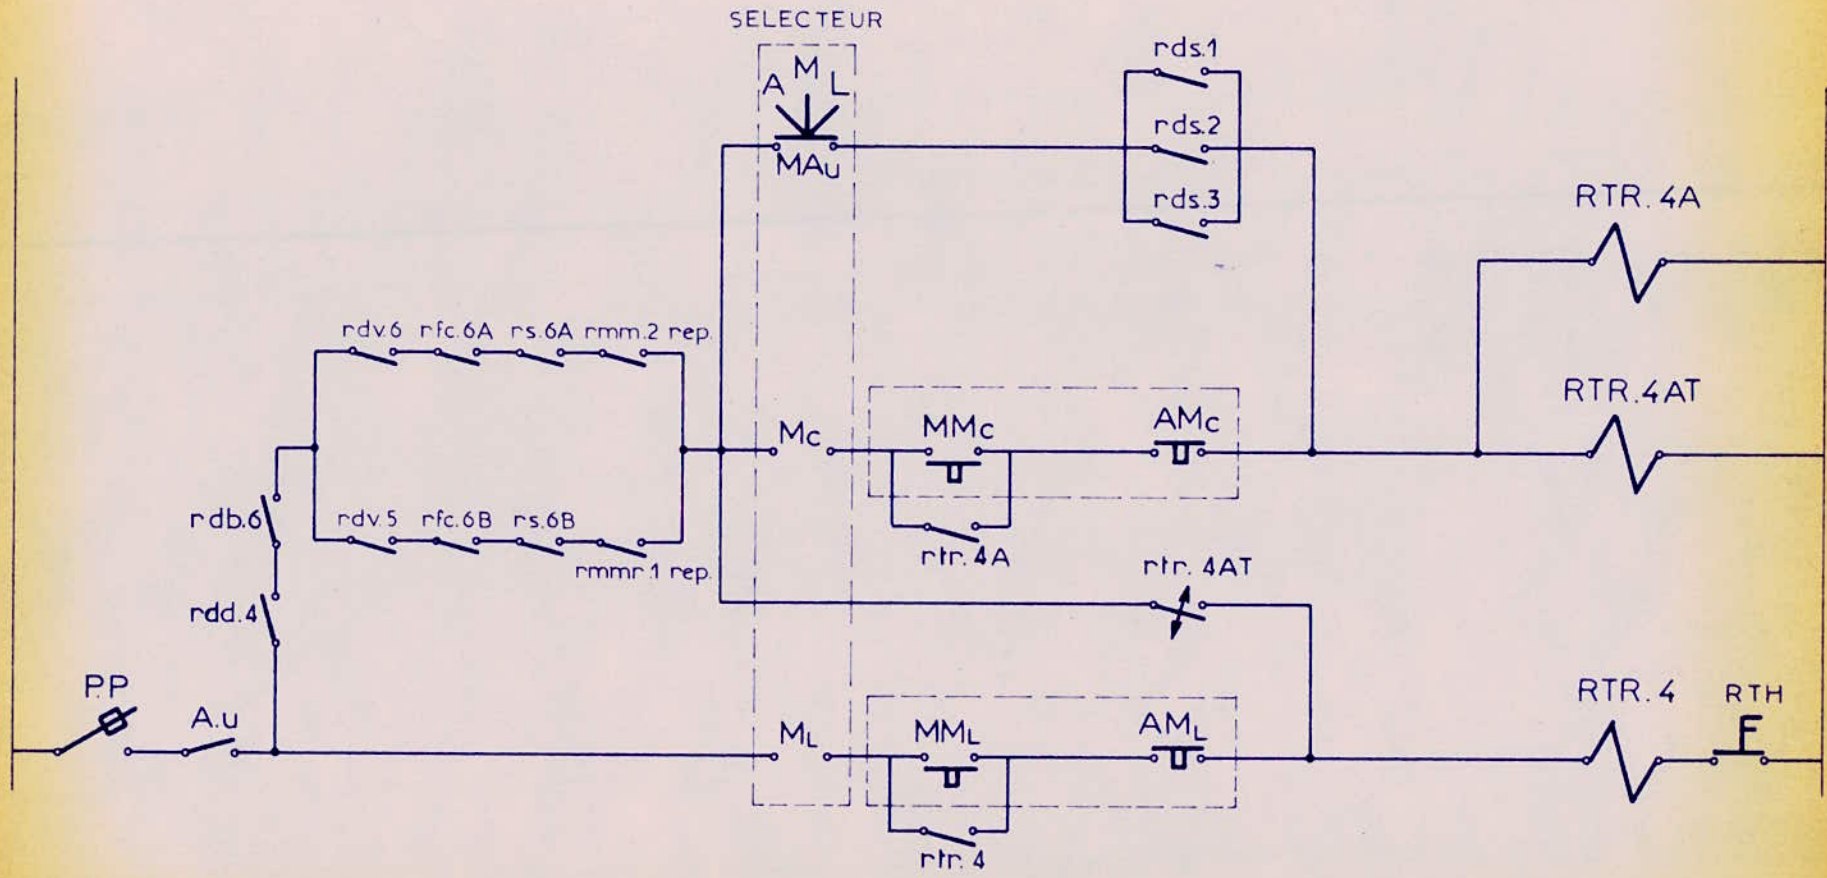 SELECTEUR
A M L
MAu
rds.1
rds.2
rds.3
RTR. 4A
rdv.6 rfc.6A rs.6A rmm.2 rep.
RTR.4AT
Mc
MMc
AMc
rdb.6
rdv.5 rfc.6B rs.6B
rmmr.1 rep.
rtr. 4A
rtr. 4AT
rdd.4
P.P
A.u
ML
MML
AML
RTR. 4
RTH
F
rtr. 4